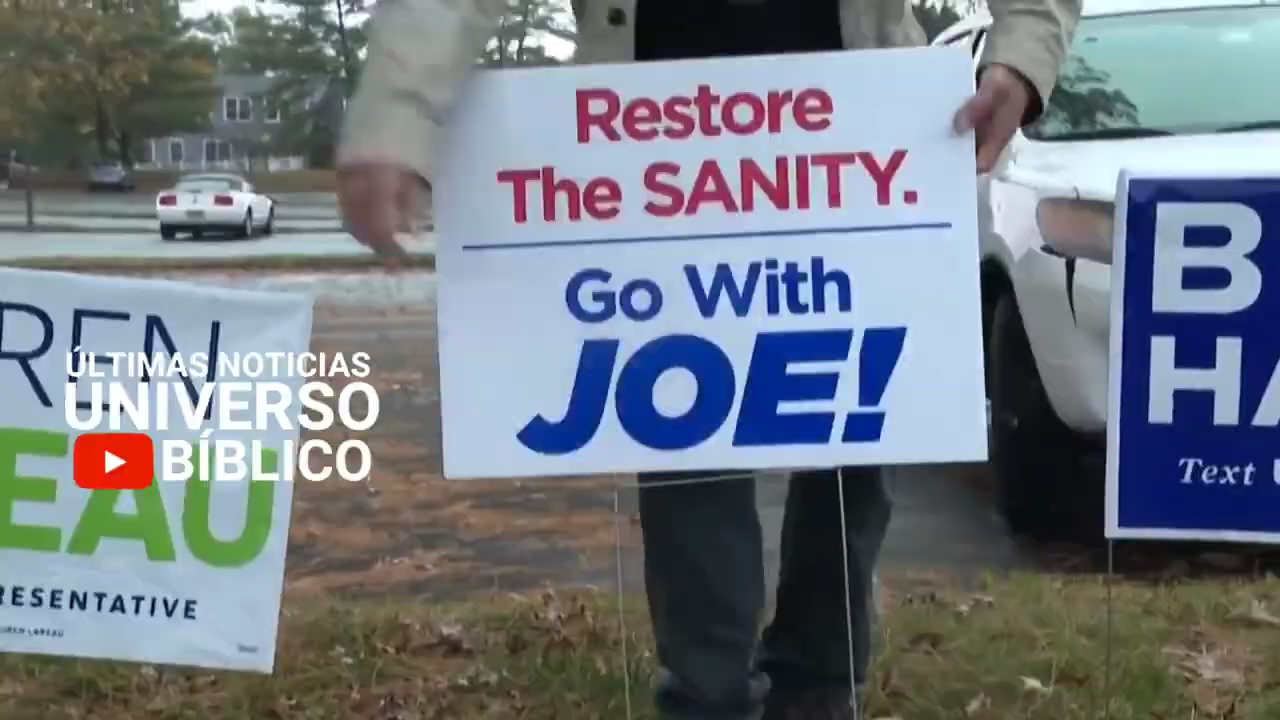 Restore
The SANITY.
Go With
JOE!
REN
EAU
RESENTATIVE
ÚLTIMAS NOTICIAS
UNIVERSO
BÍBLICO
B
HA
Text